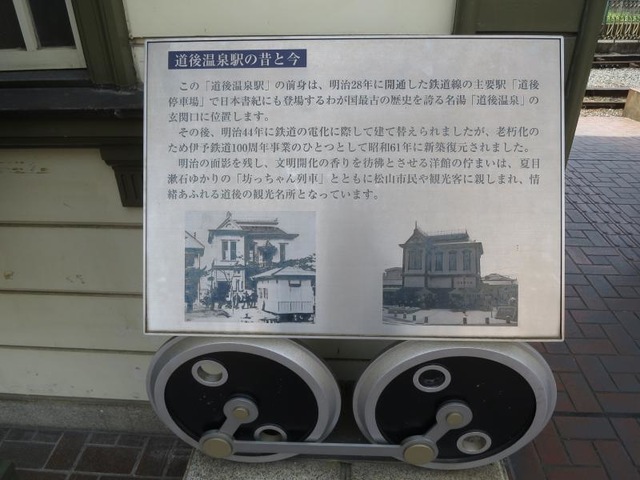 道後温泉駅の昔と今
この「道後温泉駅」の前身は、明治28年に開通した鉄道線の主要駅「道後
停車場」で日本書紀にも登場するわが国最古の歴史を誇る名湯「道後温泉」の
玄関口に位置します。
その後、明治44年に鉄道の電化に際して建て替えられましたが、老朽化の
ため伊予鉄道100周年事業のひとつとして昭和61年に新築復元されました。
明治の面影を残し、文明開化の香りを彷彿とさせる洋館の佇まいは、夏目
漱石ゆかりの「坊っちゃん列車」とともに松山市民や観光客に親しまれ、情
緒あふれる道後の観光名所となっています。